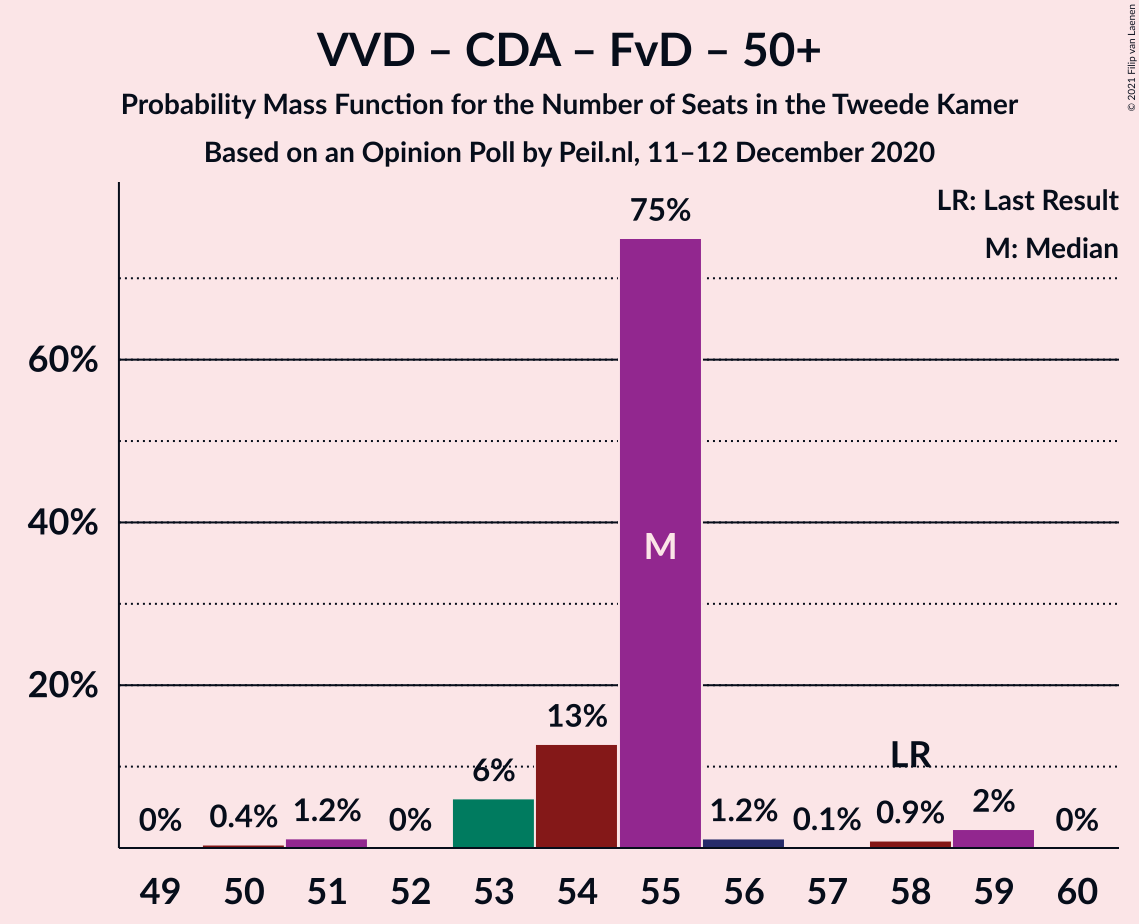 VVD – CDA – FvD – 50+
Probability Mass Function for the Number of Seats in the Tweede Kamer
Based on an Opinion Poll by Peil.nl, 11–12 December 2020
© 2021 Filip van Laenen
LR: Last Result
M: Median
60%
40%
20%
0%
0.4%
1.2%
0%
6%
13%
75%
M
1.2%
0.1%
LR
0.9%
2%
0%
49 50 51 52 53 54 55 56 57 58 59 60